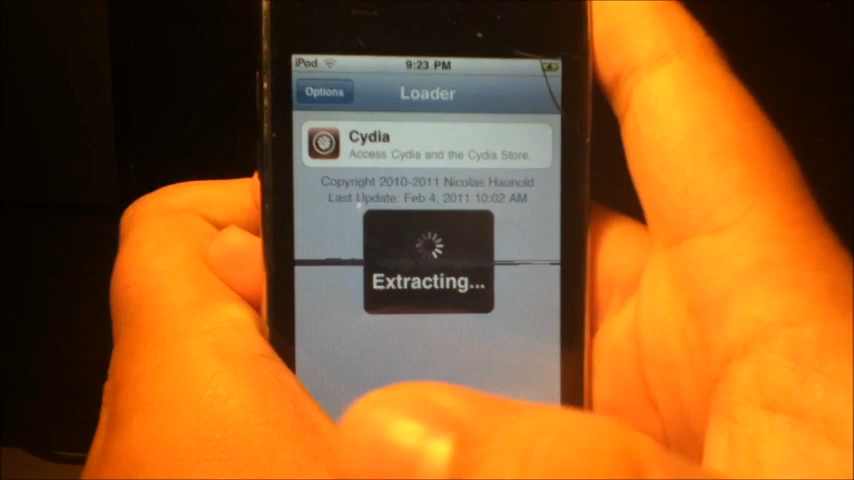 iPod 9:23 PM
Options Loader
Cydia
Access Cydia and the Cydia Store.
Copyright 2010-2011 Nicolas Haunold
Last Update: Feb 4, 2011 10:02 AM
Extracting...